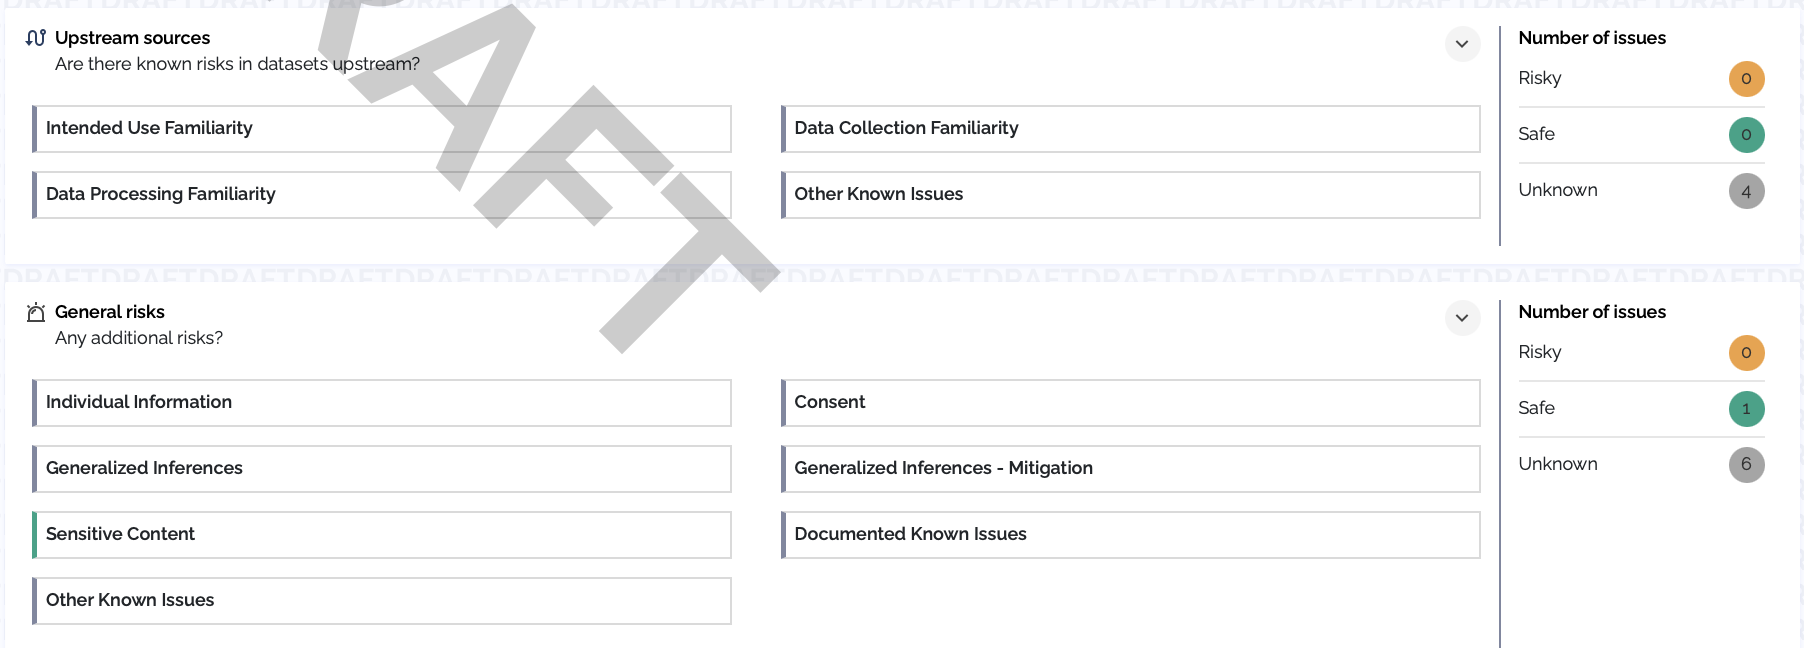 Upstream sources
Are there known risks in datasets upstream?
Intended Use Familiarity
Data Collection Familiarity
Data Processing Familiarity
Other Known Issues
Number of issues
Risky 0
Safe 0
Unknown 4
DRAFTDRAFTDRAFTDRAFTDRAFTDRAFTDRAFTDRAFTDRAFTDRAFTDRAFTDRAFTDRAFTDRAFTDRAFTDRAFTDRAFTDRAFT
RAFT
General risks
Any additional risks?
Individual Information
Consent
Generalized Inferences
Generalized Inferences - Mitigation
Sensitive Content
Documented Known Issues
Other Known Issues
Number of issues
Risky 0
Safe 1
Unknown 6